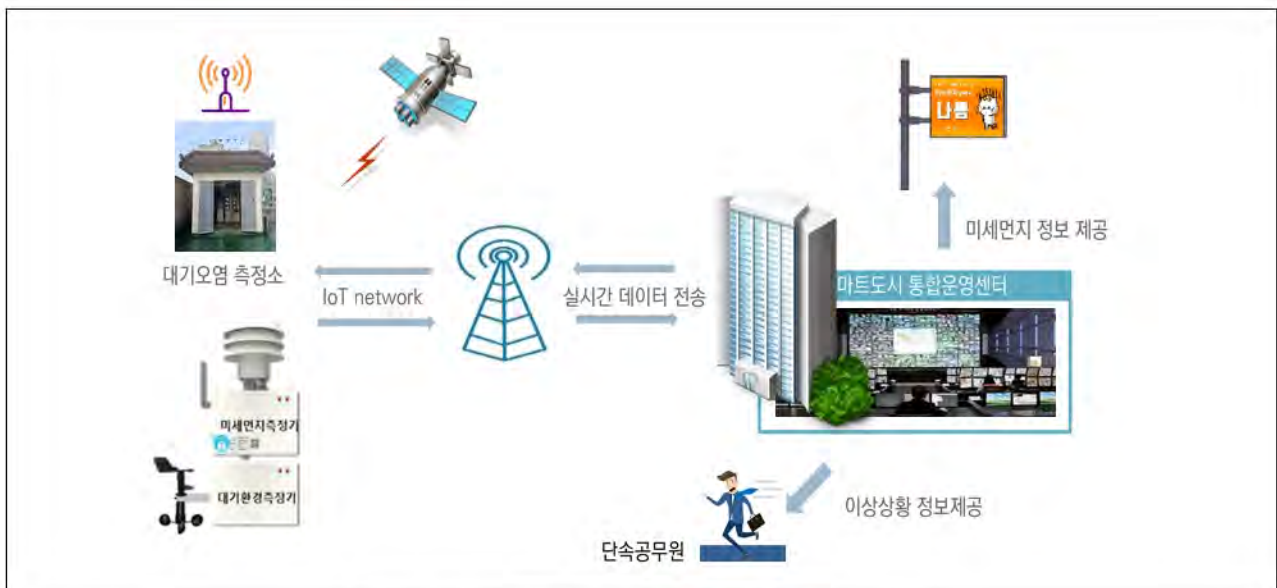 나쁨
미세먼지 정보 제공
대기오염 측정소
IoT network
실시간 데이터 전송
마트도시 통합운영센터
미세먼지측정기
대기환경측정기
이상상황 정보제공
단속공무원